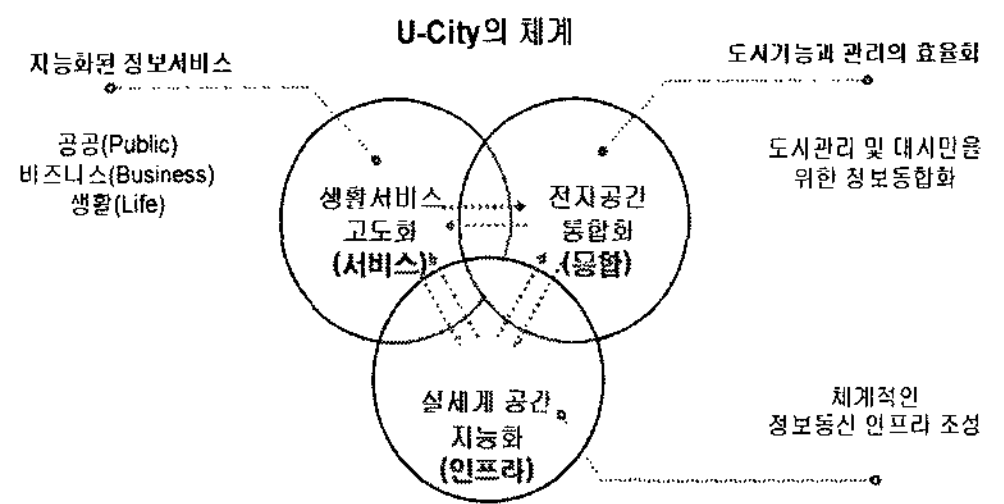 U-City의 체계
지능화된 정보서비스
공공(Public)
비즈니스(Business)
생활(Life)
도시기능과 관리의 효율화
도시관리 및 대시민을
위한 정보통합화
생활서비스
고도화
(서비스)
전자공간
통합화
(융합)
실세계 공간
지능화
(인프라)
체계적인
정보통신 인프라 조성